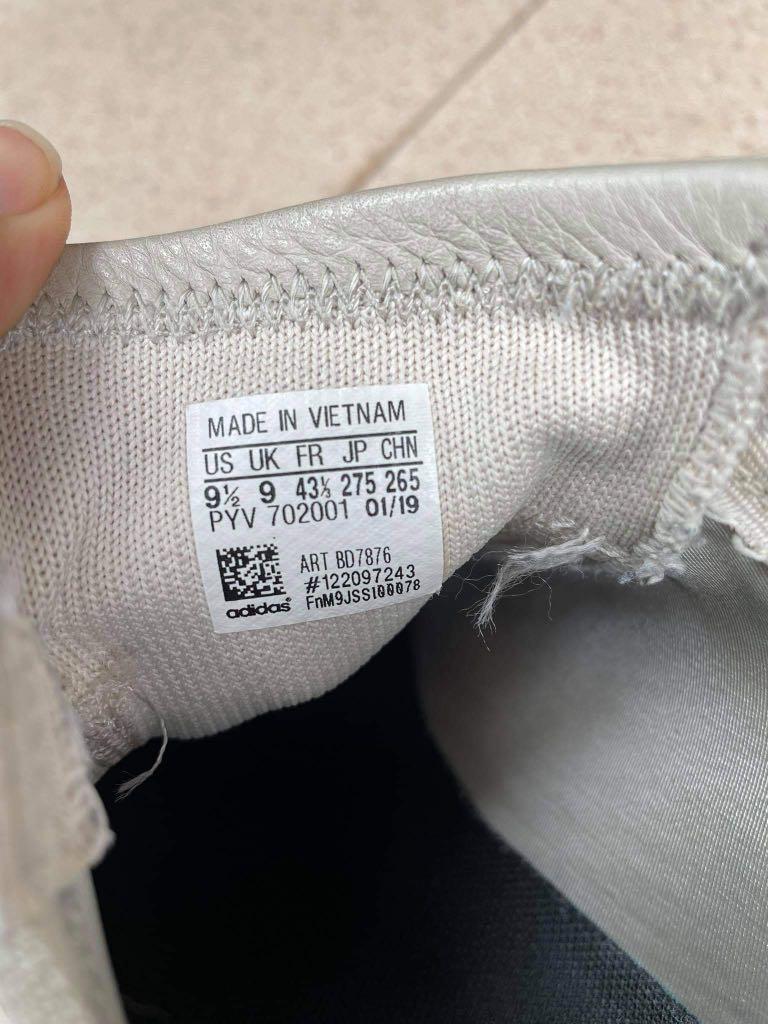 MADE IN VIETNAM
US UK FR JP CHN
9½ 9 43⅓ 275 265
PYV 702001 01/19
ART BD7876
#122097243
FnM9JSSI00078
adidas